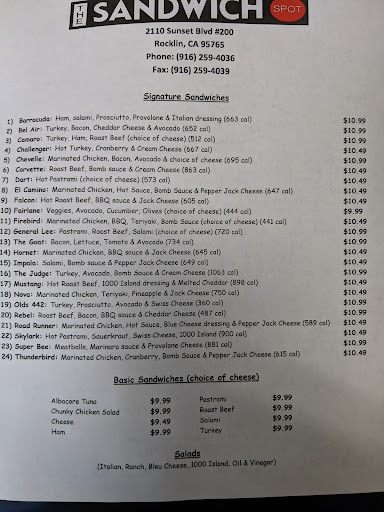 THE SANDWICH SPOT
2110 Sunset Blvd #200
Rocklin, CA 95765
Phone: (916) 259-4036
Fax: (916) 259-4039
Signature Sandwiches
1) Barracuda: Ham, salami, Prosciutto, Provolone & Italian dressing (663 cal) $10.99
2) Bel Air: Turkey, Bacon, Cheddar Cheese & Avocado (652 cal) $10.99
3) Camaro: Turkey, Ham, Roast Beef (choice of cheese) (512 cal) $10.99
4) Challenger: Hot Turkey, Cranberry & Cream Cheese (667 cal) $10.49
5) Chevelle: Marinated Chicken, Bacon, Avocado & choice of cheese (695 cal) $10.99
6) Corvette: Roast Beef, Bomb sauce & Cream Cheese (863 cal) $10.49
7) Dart: Hot Pastrami (choice of cheese) (573 cal) $10.49
8) El Camino: Marinated Chicken, Hot Sauce, Bomb Sauce & Pepper Jack Cheese (647 cal) $10.49
9) Falcon: Hot Roast Beef, BBQ sauce & Jack Cheese (605 cal) $10.49
10) Fairlane: Veggies, Avocado, Cucumber, Olives (choice of cheese) (444 cal) $9.99
11) Firebird: Marinated Chicken, BBQ, Teriyaki, Bomb Sauce (choice of cheese) (441 cal) $10.49
12) General Lee: Pastrami, Roast Beef, Salami (choice of cheese) (720 cal) $10.99
13) The Goat: Bacon, Lettuce, Tomato & Avocado (734 cal) $10.49
14) Hornet: Marinated Chicken, BBQ sauce & Jack Cheese (645 cal) $10.49
15) Impala: Salami, Bomb sauce & Pepper Jack Cheese (649 cal) $10.49
16) The Judge: Turkey, Avocado, Bomb Sauce & Cream Cheese (1063 cal) $10.99
17) Mustang: Hot Roast Beef, 1000 Island dressing & Melted Cheddar (898 cal) $10.49
18) Nova: Marinated Chicken, Teriyaki, Pineapple & Jack Cheese (750 cal) $10.49
19) Olds 442: Turkey, Prosciutto, Avocado & Swiss Cheese (360 cal) $10.99
20) Rebel: Roast Beef, Bacon, BBQ sauce & Cheddar Cheese (487 cal) $10.99
21) Road Runner: Marinated Chicken, Hot Sauce, Blue Cheese dressing & Pepper Jack Cheese (589 cal) $10.49
22) Skylark: Hot Pastrami, Sauerkraut, Swiss Cheese, 1000 Island (900 cal) $10.49
23) Super Bee: Meatballs, Marinara sauce & Provolone Cheese (881 cal) $10.99
24) Thunderbird: Marinated Chicken, Cranberry, Bomb Sauce & Pepper Jack Cheese (615 cal) $10.49
Basic Sandwiches (choice of cheese)
Albacore Tuna $9.99 Pastrami $9.99
Chunky Chicken Salad $9.99 Roast Beef $9.99
Cheese $9.49 Salami $9.99
Ham $9.99 Turkey $9.99
Salads
(Italian, Ranch, Bleu Cheese, 1000 Island, Oil & Vinegar)